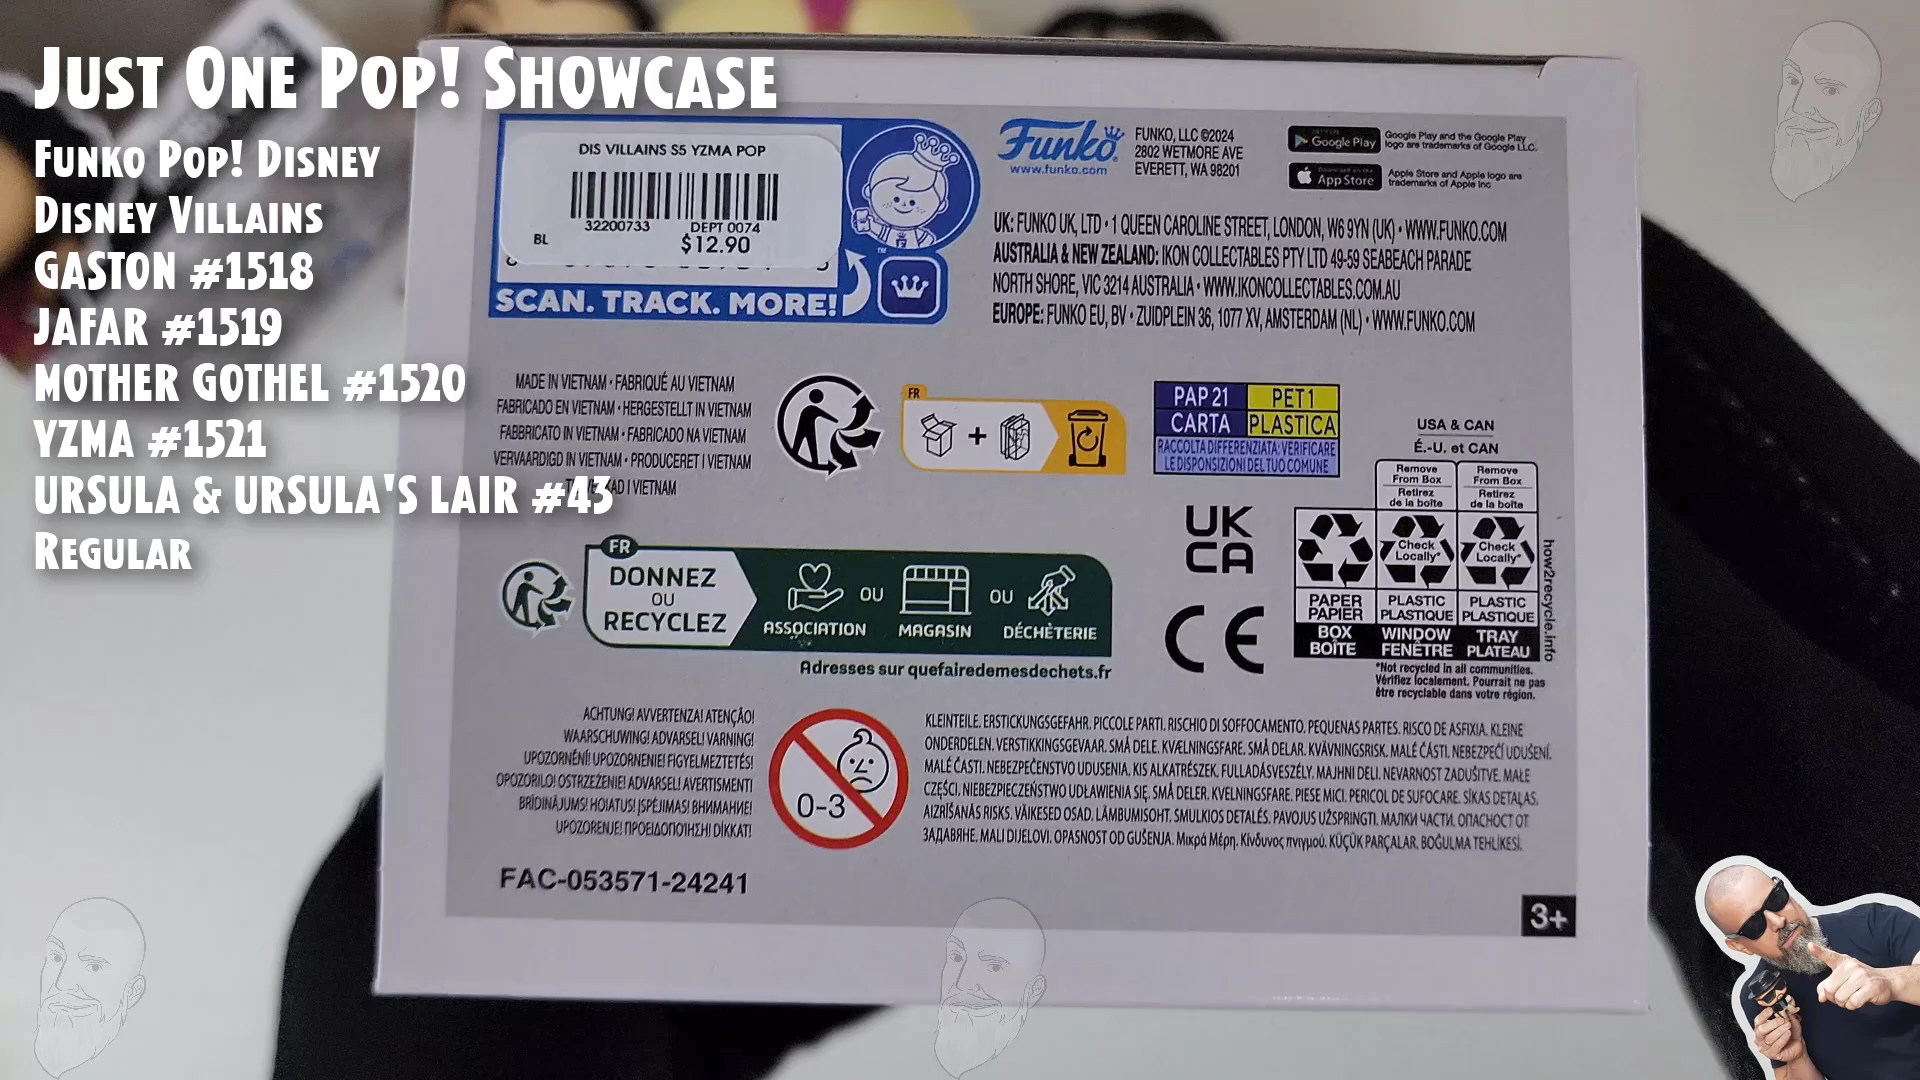 JUST ONE POP! SHOWCASE
FUNKO POP! DISNEY
DISNEY VILLAINS
GASTON #1518
JAFAR #1519
MOTHER GOTHEL #1520
YZMA #1521
URSULA & URSULA'S LAIR #43
REGULAR
DIS VILLAINS S5 YZMA POP
32200733 DEPT 0074
BL $12.90
SCAN. TRACK. MORE!
Funko
www.funko.com
FUNKO, LLC ©2024
2802 WETMORE AVE
EVERETT, WA 98201
Google Play
Google Play and the Google Play
logo are trademarks of Google LLC.
App Store
Apple Store and Apple logo are
trademarks of Apple Inc
UK: FUNKO UK, LTD • 1 QUEEN CAROLINE STREET, LONDON, W6 9YN (UK) • WWW.FUNKO.COM
AUSTRALIA & NEW ZEALAND: IKON COLLECTABLES PTY LTD 49-59 SEABEACH PARADE
NORTH SHORE, VIC 3214 AUSTRALIA • WWW.IKONCOLLECTABLES.COM.AU
EUROPE: FUNKO EU, BV • ZUIDPLEIN 36, 1077 XV, AMSTERDAM (NL) • WWW.FUNKO.COM
MADE IN VIETNAM • FABRIQUÉ AU VIETNAM
FABRICADO EN VIETNAM • HERGESTELLT IN VIETNAM
FABBRICATO IN VIETNAM • FABRICADO NA VIETNAM
VERVAARDIGD IN VIETNAM • PRODUCERET I VIETNAM
I VIETNAM
FR
+
PAP 21 PET 1
CARTA PLASTICA
RACCOLTA DIFFERENZIATA: VERIFICARE
LE DISPOSIZIONI DEL TUO COMUNE
USA & CAN
É.-U. et CAN
Remove From Box Retirez de la boîte
Remove From Box Retirez de la boîte
Check Locally*
Check Locally*
PAPER PAPIER
PLASTIC PLASTIQUE
PLASTIC PLASTIQUE
BOX BOÎTE
WINDOW FENÊTRE
TRAY PLATEAU
how2recycle.info
*Not recycled in all communities.
Vérifiez localement. Pourrait ne pas
être recyclable dans votre région.
UK
CA
CE
FR
DONNEZ
OU
RECYCLEZ
ASSOCIATION OU MAGASIN OU DÉCHÈTERIE
Adresses sur quefairedemesdechets.fr
ACHTUNG! AVVERTENZA! ATENÇÃO!
WAARSCHUWING! ADVARSEL! VARNING!
UPOZORNĚNÍ! UPOZORNENIE! FIGYELMEZTETÉS!
OPOZORILO! OSTRZEŻENIE! ADVARSEL! AVERTISMENT!
BRĪDINĀJUMS! HOIATUS! ĮSPĖJIMAS! ВНИМАНИЕ!
UPOZORENJE! ΠΡΟΕΙΔΟΠΟΙΗΣΗ! DİKKAT!
0-3
KLEINTEILE. ERSTICKUNGSGEFAHR. PICCOLE PARTI. RISCHIO DI SOFFOCAMENTO. PEQUENAS PARTES. RISCO DE ASFIXIA. KLEINE
ONDERDELEN. VERSTIKKINGSGEVAAR. SMÅ DELE. KVÆLNINGSFARE. SMÅ DELAR. KVÄVNINGSRISK. MALÉ ČÁSTI. NEBEZPEČÍ UDUŠENÍ.
MALÉ ČASTI. NEBEZPEČENSTVO UDUSENIA. KIS ALKATRÉSZEK. FULLADÁSVESZÉLY. MAJHNI DELI. NEVARNOST ZADUŠITVE. MAŁE
CZĘŚCI. NIEBEZPIECZEŃSTWO UDŁAWIENIA SIĘ. SMÅ DELER. KVELNINGSFARE. PIESE MICI. PERICOL DE SUFOCARE. SĪKAS DETAĻAS.
AIZRĪŠANĀS RISKS. VÄIKESED OSAD. LÄMBUMISOHT. SMULKIOS DETALĖS. PAVOJUS UŽSPRINGTI. МАЛКИ ЧАСТИ. ОПАСНОСТ ОТ
ЗАДАВЯНЕ. MALI DIJELOVI. OPASNOST OD GUŠENJA. Μικρά Μέρη. Κίνδυνος πνιγμού. KÜÇÜK PARÇALAR. BOĞULMA TEHLİKESİ.
FAC-053571-24241
3+